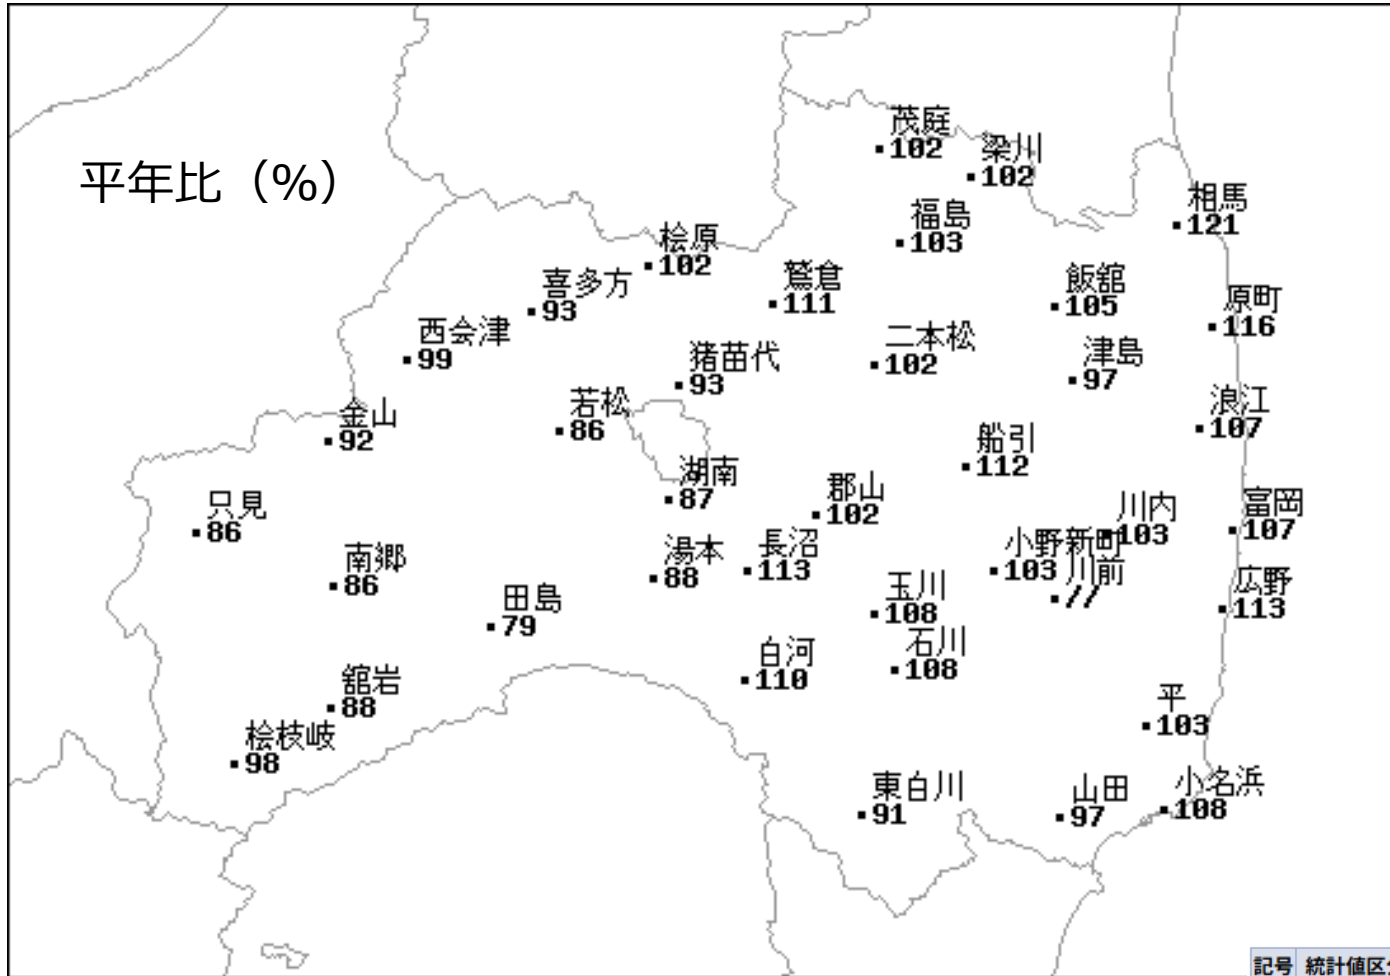 平年比（%）
茂庭
102
梁川
102
相馬
121
福島
103
桧原
102
鷲倉
111
喜多方
93
飯舘
105
原町
116
西会津
99
二本松
102
猪苗代
93
津島
97
若松
86
浪江
107
金山
92
船引
112
湖南
87
郡山
102
只見
86
川内
103
富岡
107
小野新町
103
長沼
113
湯本
88
南郷
86
川前
//
広野
113
玉川
108
田島
79
石川
108
白河
110
舘岩
88
平
103
桧枝岐
98
東白川
91
山田
97
小名浜
108
記号 統計値区